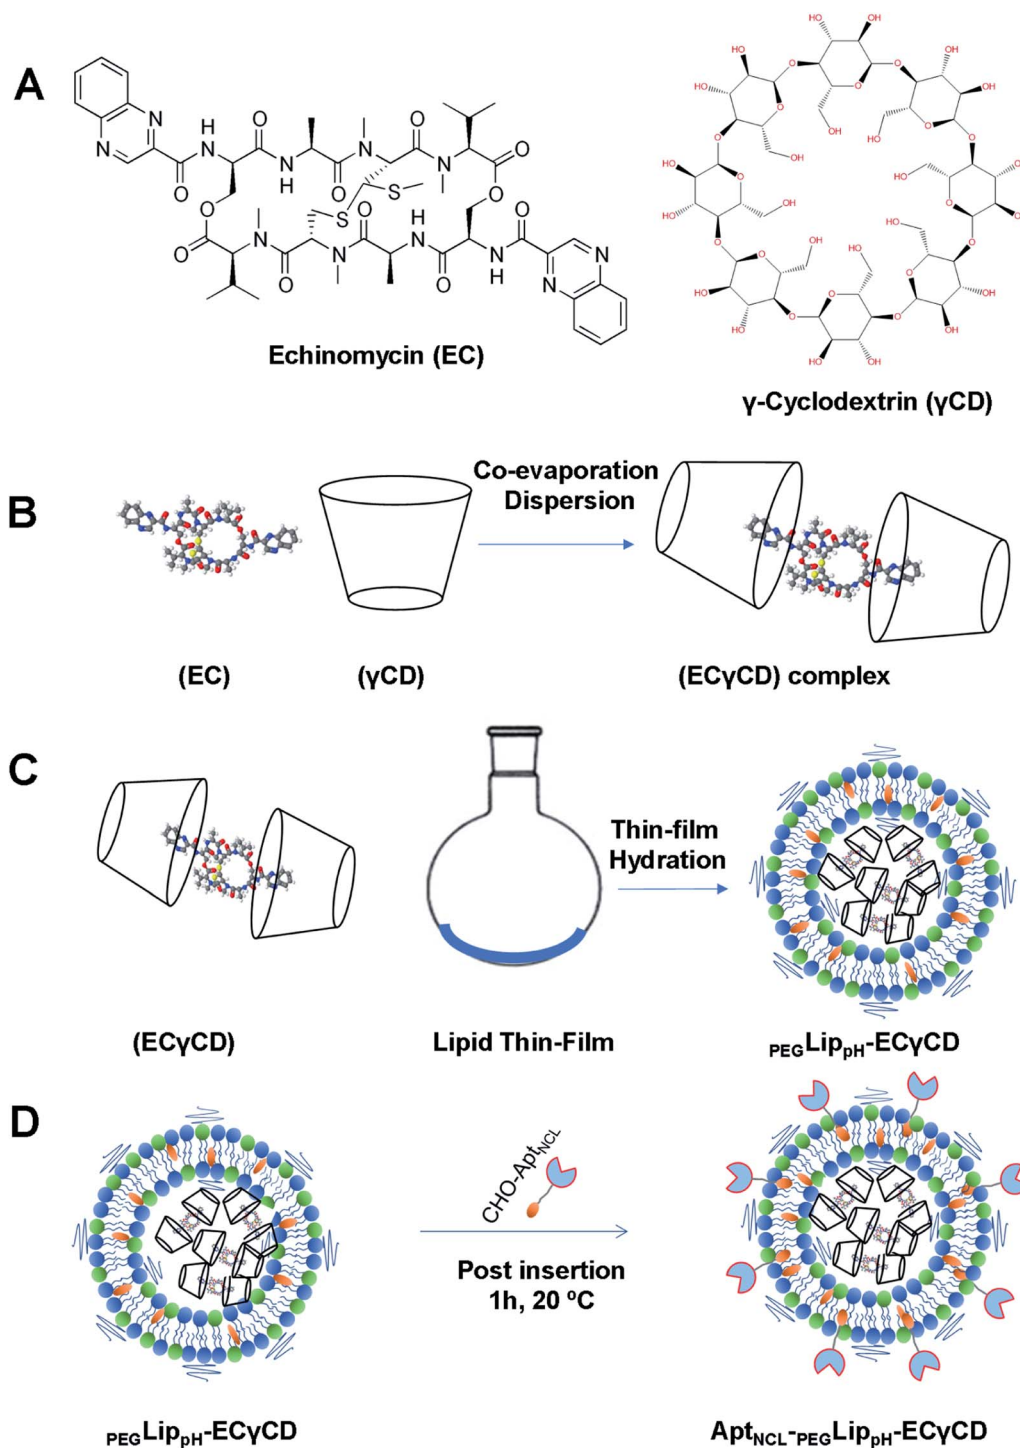 A
Echinomycin (EC)
γ-Cyclodextrin (γCD)
B
Co-evaporation
Dispersion
(EC)
(γCD)
(ECγCD) complex
C
Thin-film
Hydration
(ECγCD)
Lipid Thin-Film
PEGLippH-ECγCD
D
CHO-AptNCL
Post insertion
1h, 20 ºC
PEGLippH-ECγCD
AptNCL-PEGLippH-ECγCD